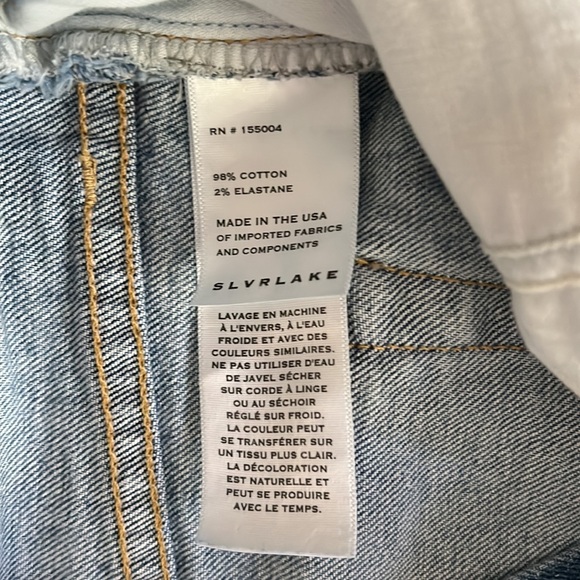 RN # 155004
98% COTTON
2% ELASTANE
MADE IN THE USA
OF IMPORTED FABRICS
AND COMPONENTS
SLVRLAKE
LAVAGE EN MACHINE
À L'ENVERS, À L'EAU
FROIDE ET AVEC DES
COULEURS SIMILAIRES.
NE PAS UTILISER D'EAU
DE JAVEL SÉCHER
SUR CORDE À LINGE
OU AU SÉCHOIR
RÉGLÉ SUR FROID.
LA COULEUR PEUT
SE TRANSFÉRER SUR
UN TISSU PLUS CLAIR.
LA DÉCOLORATION
EST NATURELLE ET
PEUT SE PRODUIRE
AVEC LE TEMPS.